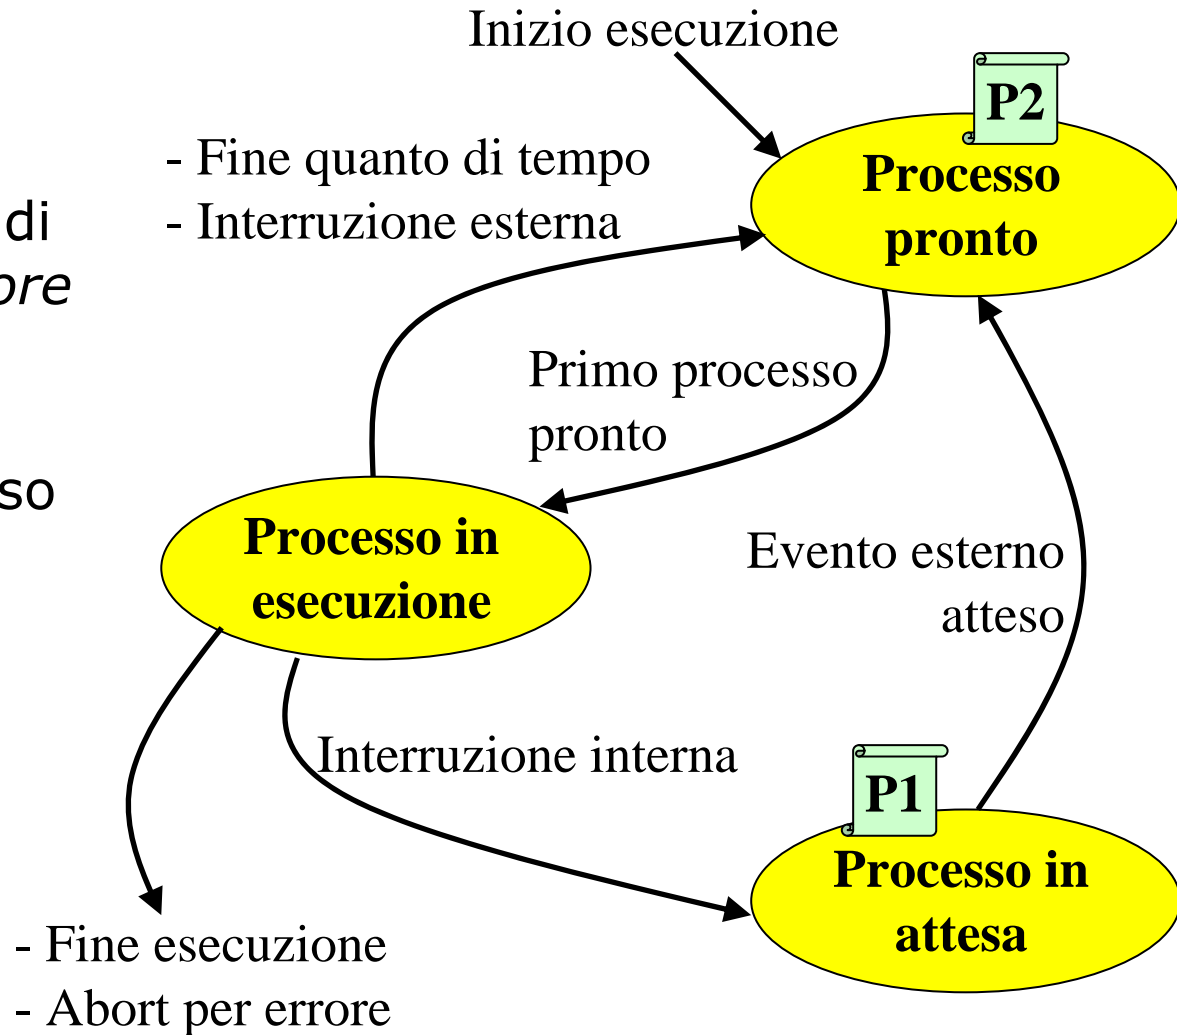 Inizio esecuzione
P2
- Fine quanto di tempo
- Interruzione esterna
Processo
pronto
di
ore
Primo processo
pronto
so
Processo in
esecuzione
Evento esterno
atteso
Interruzione interna
P1
Processo in
attesa
- Fine esecuzione
- Abort per errore